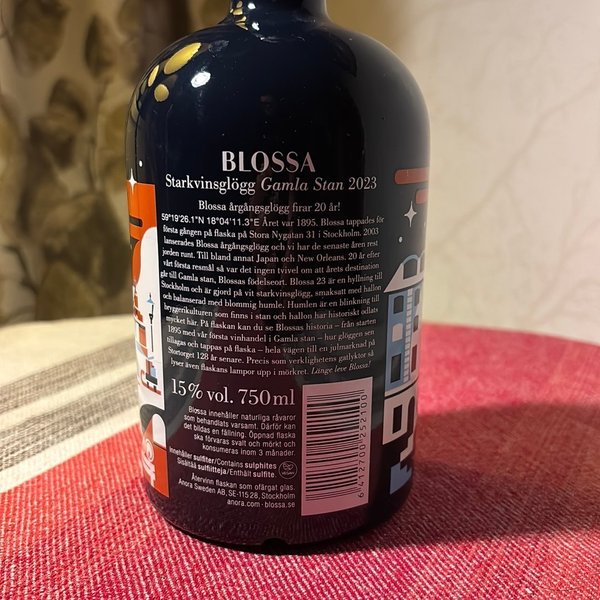 BLOSSA
Starkvinsglögg Gamla Stan 2023
Blossa årgångsglögg firar 20 år!
59°19'26.1"N 18°04'11.3"E Året var 1895. Blossa tappades för
första gången på flaska på Stora Nygatan 31 i Stockholm. 2003
lanserades Blossa årgångsglögg och vi har de senaste åren rest
jorden runt. Till bland annat Japan och New Orleans. 20 år efter
vårt första resmål så var det ingen tvivel om att årets destination
går till Gamla stan, Blossas födelseort. Blossa 23 är en hyllning till
Stockholm och är gjord på vit starkvinsglögg, smaksatt med hallon
och balanserad med blommig humle. Humlen är en blinkning till
bryggerikulturen som finns i stan och hallon har historiskt odlats
mycket här. På flaskan kan du se Blossas historia – från starten
1895 med vår första vinhandel i Gamla stan – hur glöggen sen
tillagas och tappas på flaska – hela vägen till en julmarknad på
Stortorget 128 år senare. Precis som verklighetens gatlyktor så
lyser även flaskans lampor upp i mörkret. Länge leve Blossa!
15% vol. 750 ml
Blossa innehåller naturliga råvaror
som behandlats varsamt. Därför kan
det bildas en fällning. Öppnad flaska
ska förvaras svalt och mörkt och
konsumeras inom 3 månader.
Innehåller sulfiter/Contains sulphites
Sisältää sulfiitteja/Enthält sulfite.
Återvinn flaskan som ofärgat glas.
Anora Sweden AB, SE-115 28, Stockholm
anora.com · blossa.se
6 412700 252100